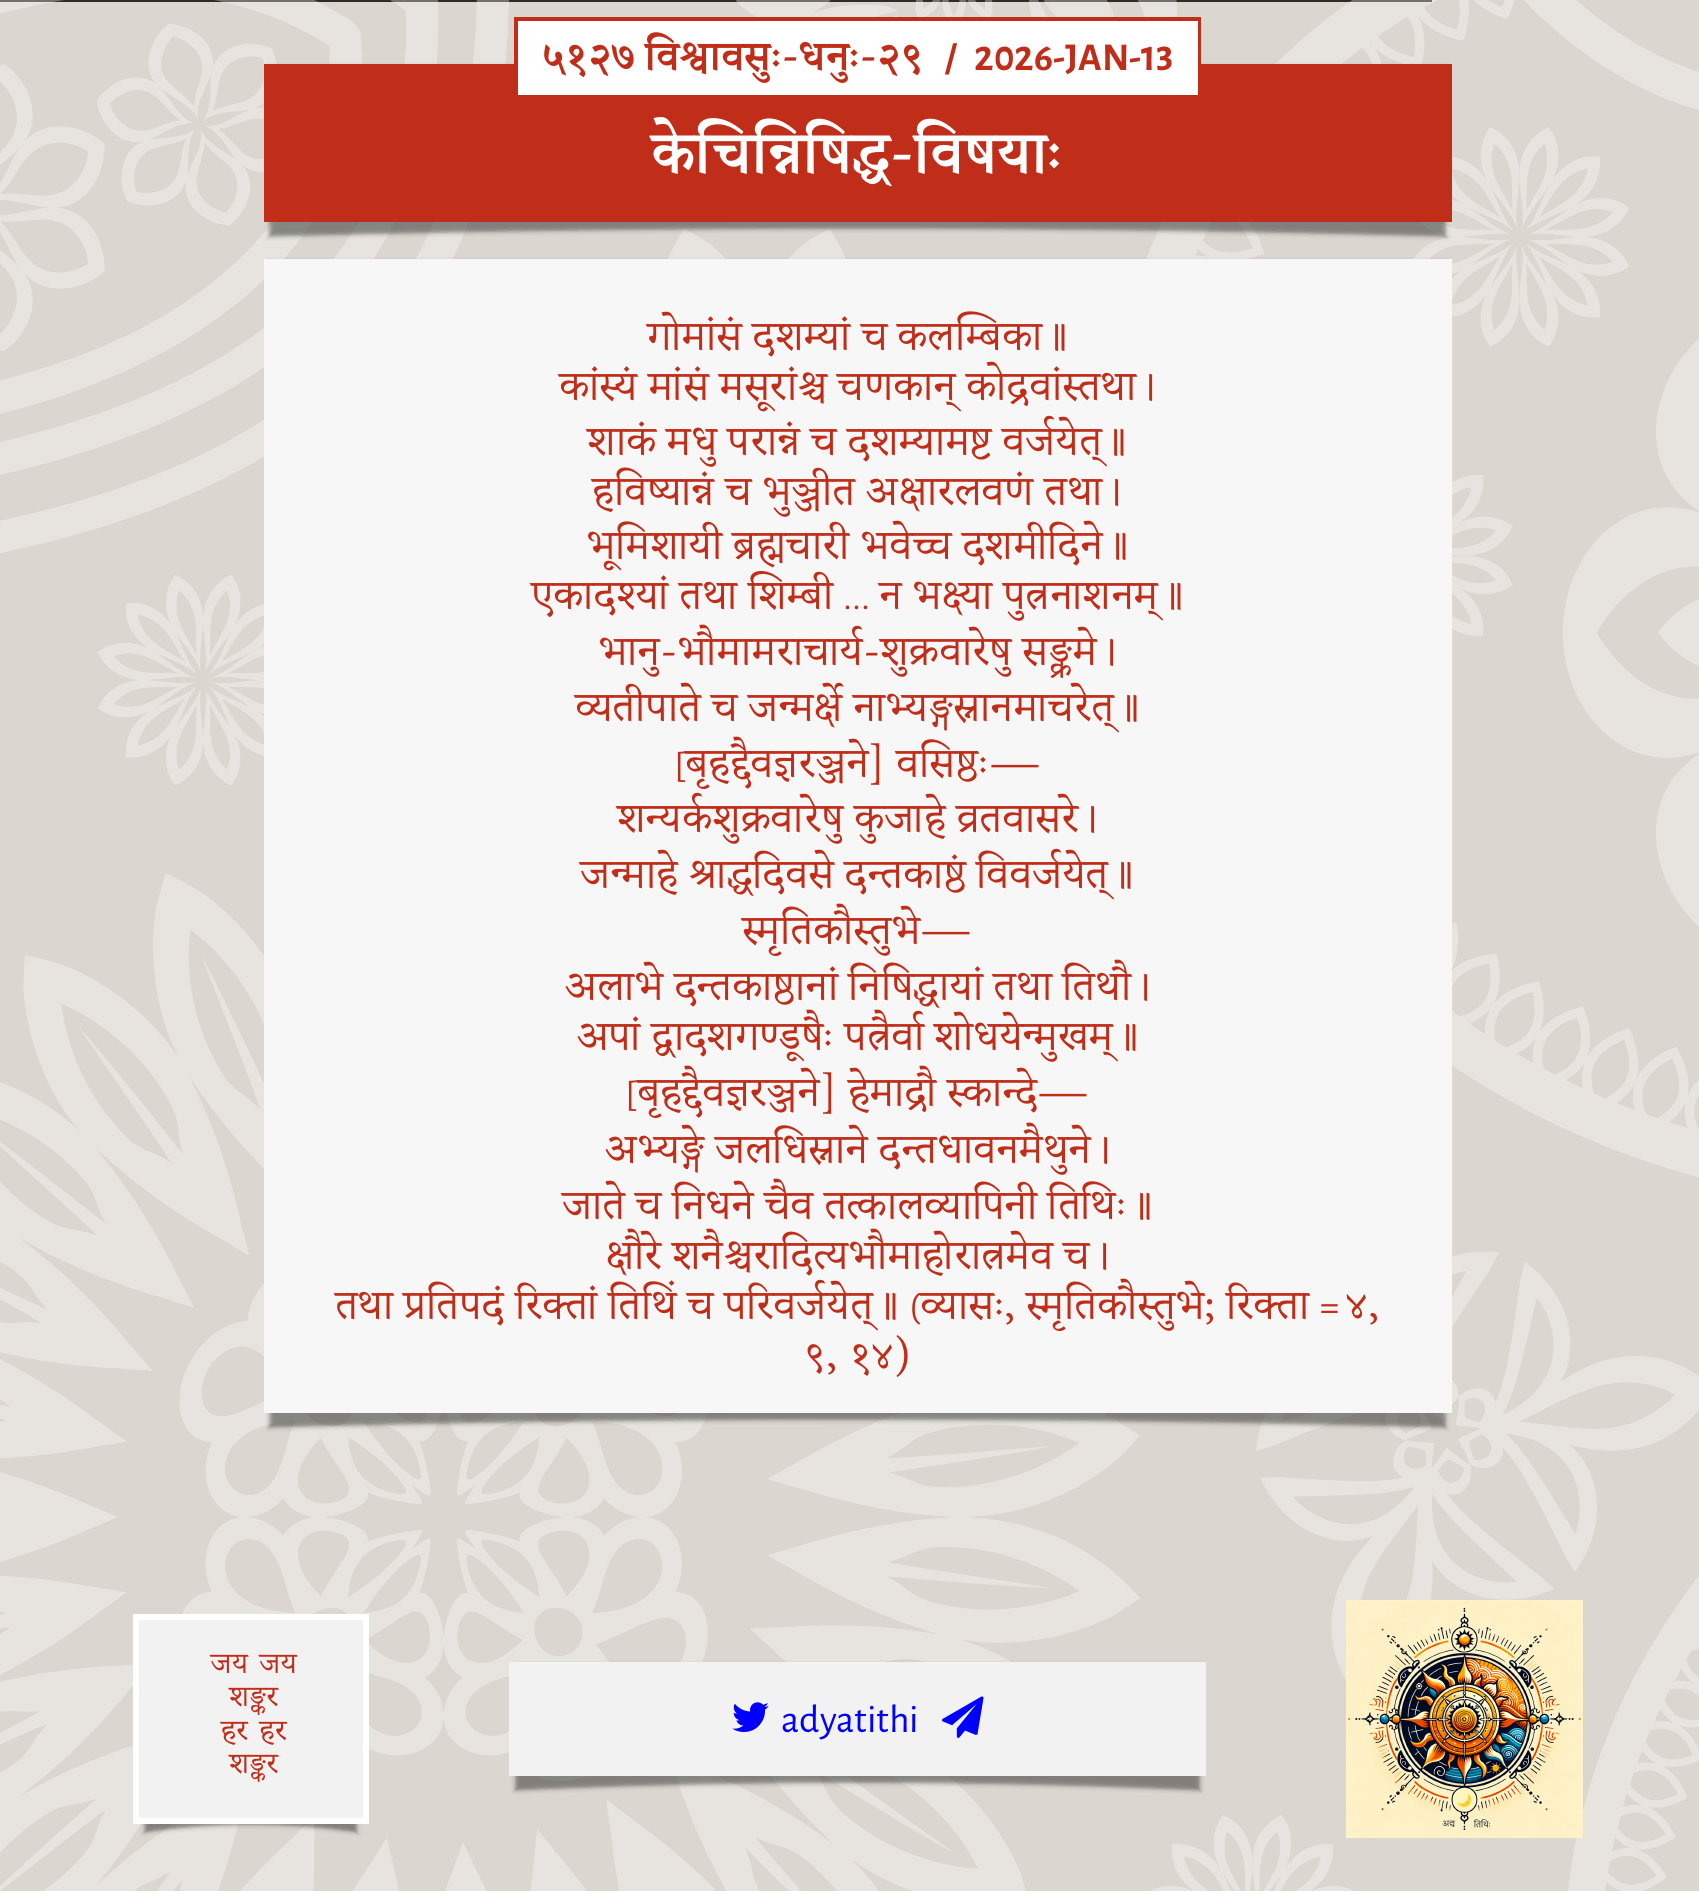 ५१२७ विश्वावसुः-धनुः-२९ / 2026-JAN-13
केचिन्निषिद्ध-विषयाः
गोमांसं दशम्यां च कलम्बिका॥
कांस्यं मांसं मसूरांश्च चणकान् कोद्रवांस्तथा।
शाकं मधु परान्नं च दशम्यामष्ट वर्जयेत्॥
हविष्यान्नं च भुञ्जीत अक्षारलवणं तथा।
भूमिशायी ब्रह्मचारी भवेच्च दशमीदिने॥
एकादश्यां तथा शिम्बी ... न भक्ष्या पुत्रनाशनम्॥
भानु-भौमामराचार्य-शुक्रवारेषु सङ्क्रमे।
व्यतीपाते च जन्मर्क्षे नाभ्यङ्गस्नानमाचरेत्॥
[बृहद्दैवज्ञरञ्जने] वसिष्ठः—
शन्यर्कशुक्रवारेषु कुजाहे व्रतवासरे।
जन्माहे श्राद्धदिवसे दन्तकाष्ठं विवर्जयेत्॥
स्मृतिकौस्तुभे—
अलाभे दन्तकाष्ठानां निषिद्धायां तथा तिथौ।
अपां द्वादशगण्डूषैः पत्रैर्वा शोधयेन्मुखम्॥
[बृहद्दैवज्ञरञ्जने] हेमाद्रौ स्कान्दे—
अभ्यङ्गे जलधिस्नाने दन्तधावनमैथुने।
जाते च निधने चैव तत्कालव्यापिनी तिथिः॥
क्षौरे शनैश्चरादित्यभौमाहोरात्रमेव च।
तथा प्रतिपदं रिक्तां तिथिं च परिवर्जयेत्॥ (व्यासः, स्मृतिकौस्तुभे; रिक्ता = ४,
९, १४)
जय जय
शङ्कर
हर हर
शङ्कर
adyatithi
अद्य तिथिः